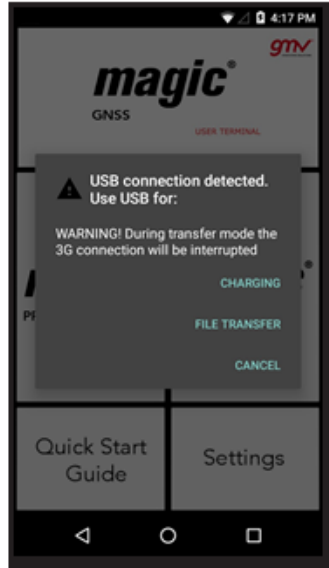 4:17 PM
gmv
magic®
GNSS
USER TERMINAL
USB connection detected.
Use USB for:
WARNING! During transfer mode the
3G connection will be interrupted
CHARGING
FILE TRANSFER
CANCEL
Quick Start
Guide
Settings